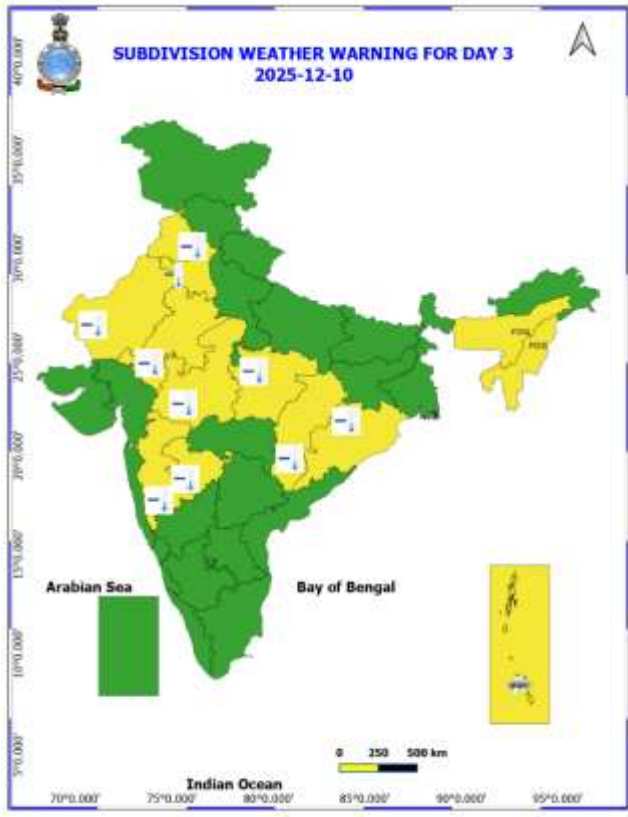 SUBDIVISION WEATHER WARNING FOR DAY 3
2025-12-10
40°0.000'
35°0.000'
30°0.000'
25°0.000'
20°0.000'
15°0.000'
10°0.000'
5°0.000'
FOG
FOG
Arabian Sea
Bay of Bengal
0 250 500 km
Indian Ocean
70°0.000' 75°0.000' 80°0.000' 85°0.000' 90°0.000' 95°0.000'